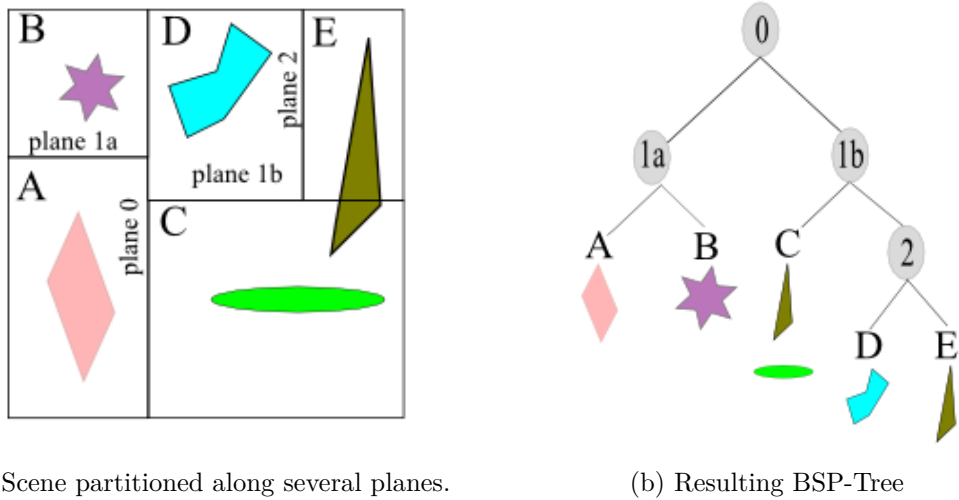 B
D
E
plane 2
plane 1a
plane 1b
A
plane 0
C
0
1a
1b
A
B
C
2
D
E
Scene partitioned along several planes.
(b) Resulting BSP-Tree